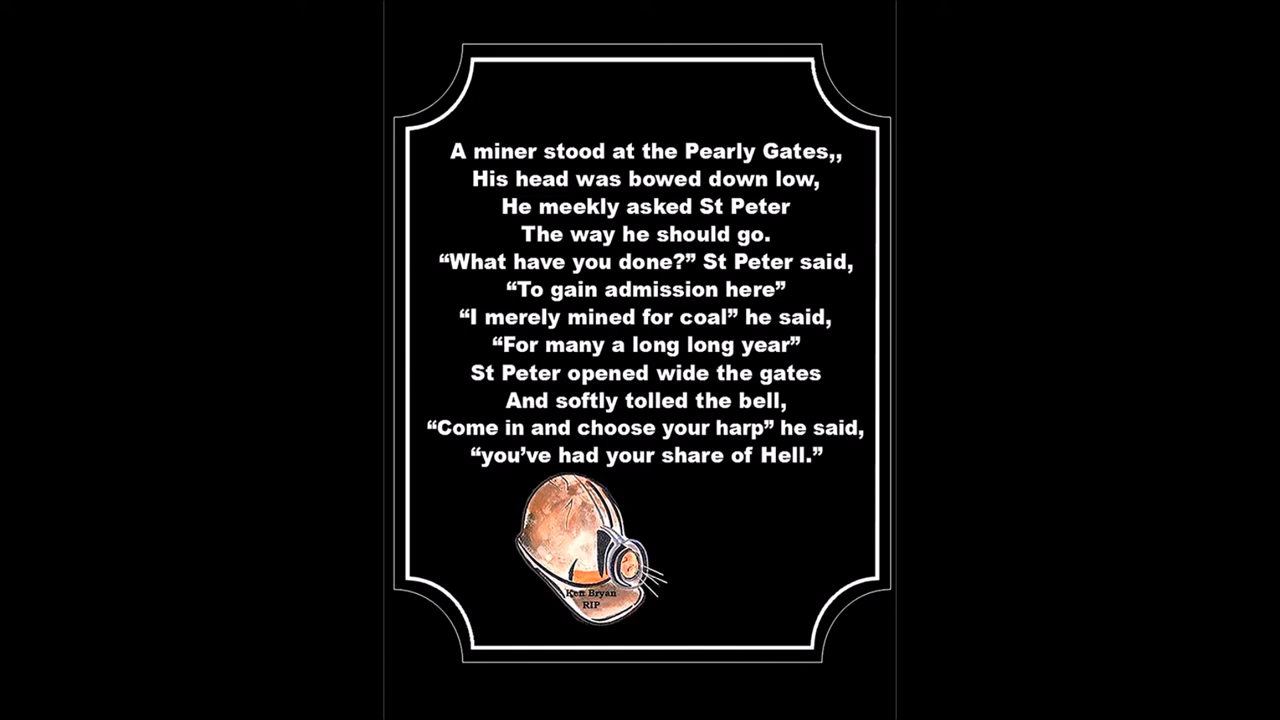 A miner stood at the Pearly Gates,,
His head was bowed down low,
He meekly asked St Peter
The way he should go.
“What have you done?” St Peter said,
“To gain admission here”
“I merely mined for coal” he said,
“For many a long long year”
St Peter opened wide the gates
And softly tolled the bell,
“Come in and choose your harp” he said,
“you’ve had your share of Hell.”
Ken Bryan
RIP